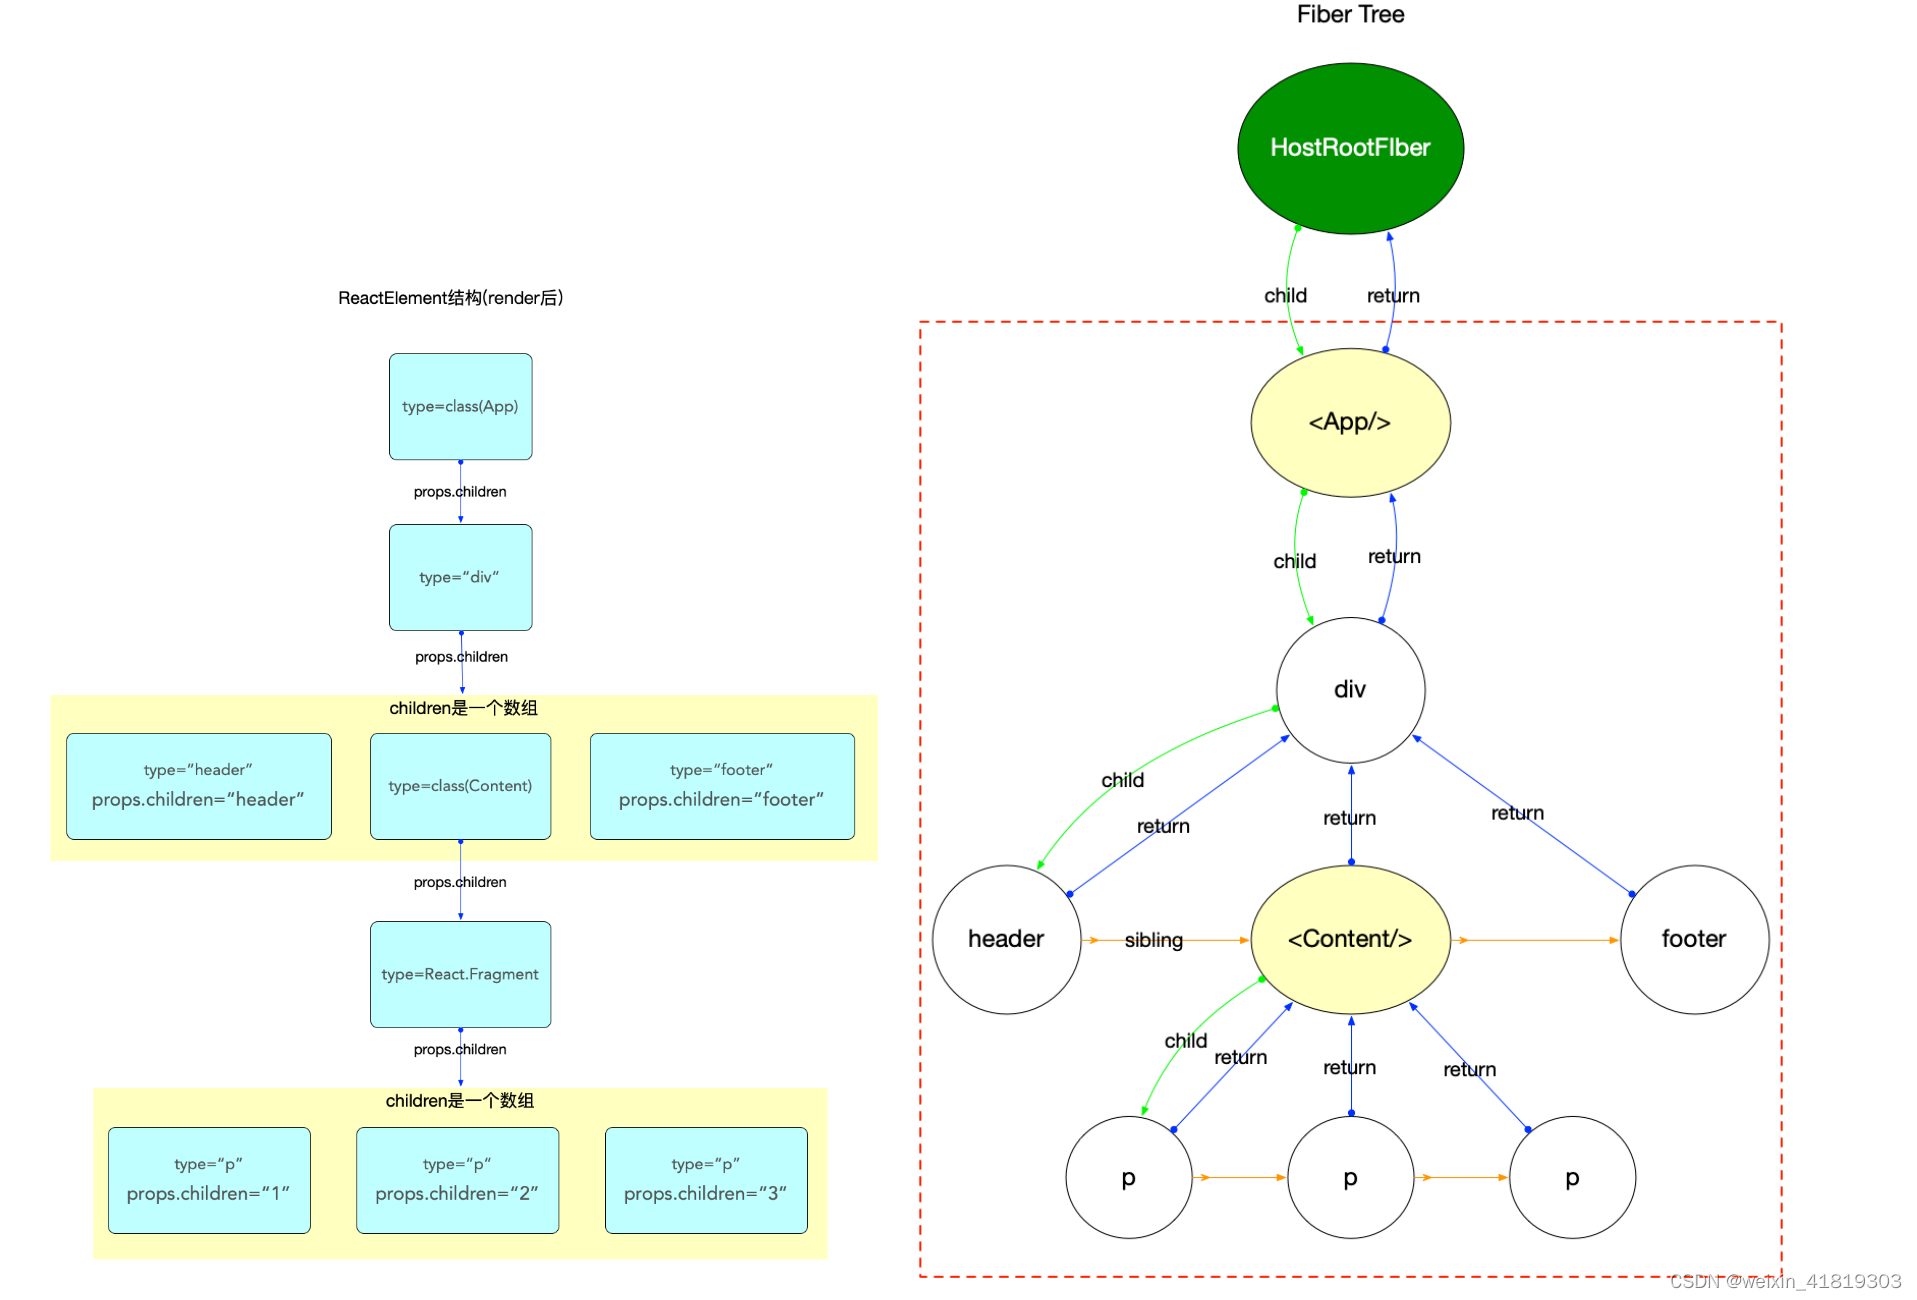 Fiber Tree
HostRootFIber
child
return
<App/>
child
return
div
child
return
return
return
header
sibling
<Content/>
footer
child
return
return
return
p
p
p
ReactElement结构(render后)
type=class(App)
props.children
type=“div”
props.children
children是一个数组
type=“header”
props.children=“header”
type=class(Content)
type=“footer“
props.children=“footer”
props.children
type=React.Fragment
props.children
children是一个数组
type=“p”
props.children=“1”
type=“p”
props.children=“2”
type=“p”
props.children=“3”
CSDN @weixin_41819303